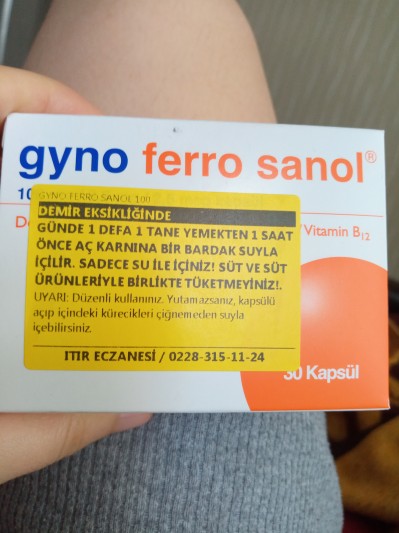 gyno ferro sanol®
10
GYNO FERRO SANOL 100
DEMİR EKSİKLİĞİNDE
Vitamin B12
GÜNDE 1 DEFA 1 TANE YEMEKTEN 1 SAAT
ÖNCE AÇ KARNINA BİR BARDAK SUYLA
İÇİLİR. SADECE SU İLE İÇİNİZ! SÜT VE SÜT
ÜRÜNLERİYLE BİRLİKTE TÜKETMEYİNİZ!.
UYARI: Düzenli kullanınız. Yutamazsanız, kapsülü
açıp içindeki kürecikleri çiğnemeden suyla
içebilirsiniz.
ITIR ECZANESİ / 0228-315-11-24
30 Kapsül